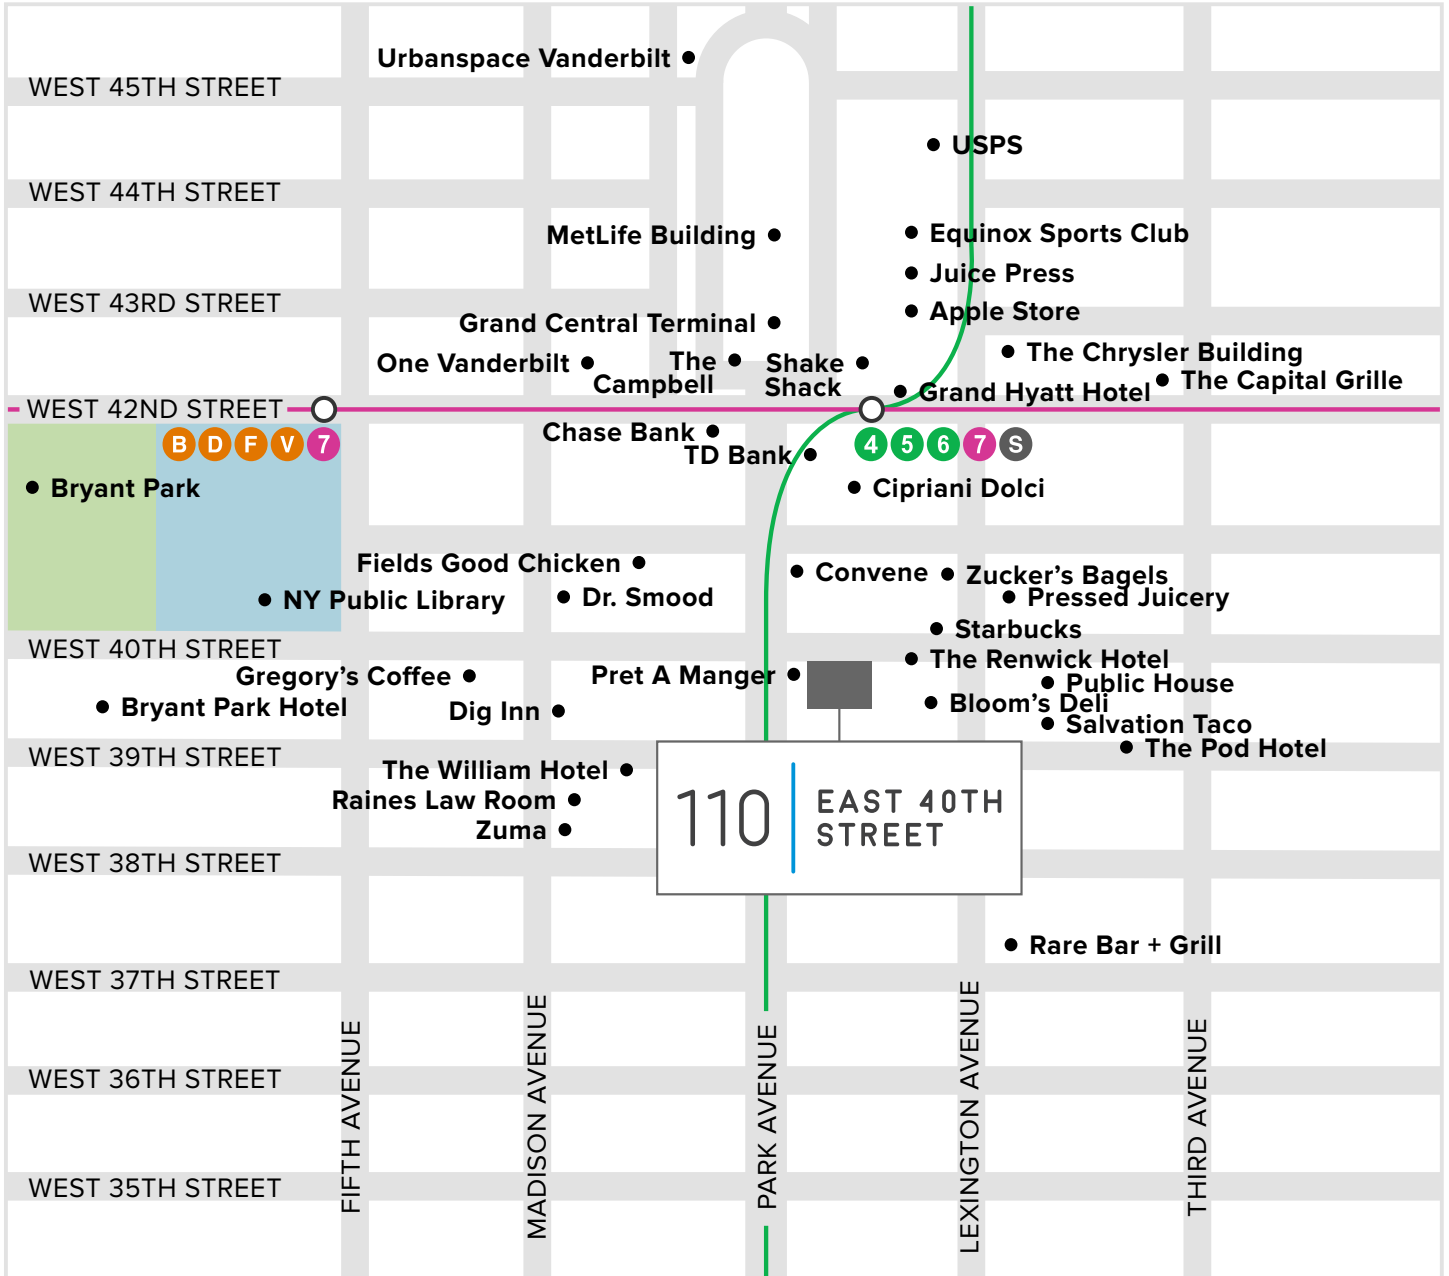 Urbanspace Vanderbilt
WEST 45TH STREET
USPS
WEST 44TH STREET
MetLife Building
Equinox Sports Club
Juice Press
WEST 43RD STREET
Apple Store
Grand Central Terminal
One Vanderbilt
The
Campbell
Shake
Shack
The Chrysler Building
The Capital Grille
Grand Hyatt Hotel
WEST 42ND STREET
B D F V 7
Chase Bank
TD Bank
4 5 6 7 S
Bryant Park
Cipriani Dolci
Fields Good Chicken
Convene
Zucker's Bagels
NY Public Library
Dr. Smood
Pressed Juicery
Starbucks
WEST 40TH STREET
The Renwick Hotel
Gregory's Coffee
Pret A Manger
Public House
Bryant Park Hotel
Dig Inn
Bloom's Deli
Salvation Taco
The Pod Hotel
WEST 39TH STREET
The William Hotel
Raines Law Room
Zuma
110
EAST 40TH
STREET
WEST 38TH STREET
Rare Bar + Grill
WEST 37TH STREET
WEST 36TH STREET
WEST 35TH STREET
FIFTH AVENUE
MADISON AVENUE
PARK AVENUE
LEXINGTON AVENUE
THIRD AVENUE